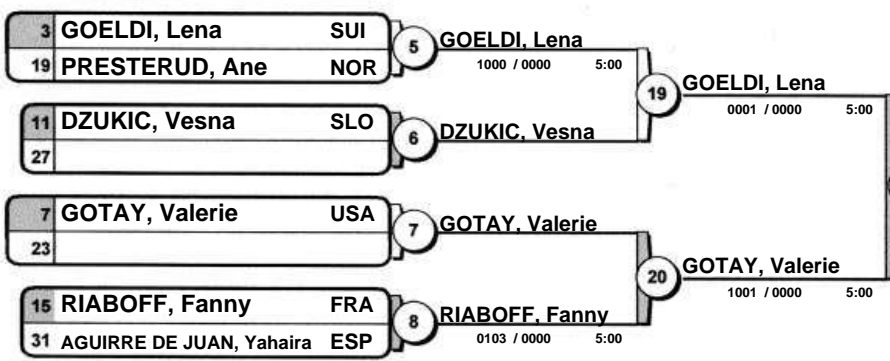 3 GOELDI, Lena SUI
19 PRESTERUD, Ane NOR
5 GOELDI, Lena
1000 / 0000 5:00
11 DZUKIC, Vesna SLO
27
6 DZUKIC, Vesna
19 GOELDI, Lena
0001 / 0000 5:00
7 GOTAY, Valerie USA
23
7 GOTAY, Valerie
15 RIABOFF, Fanny FRA
31 AGUIRRE DE JUAN, Yahaira ESP
8 RIABOFF, Fanny
0103 / 0000 5:00
20 GOTAY, Valerie
1001 / 0000 5:00